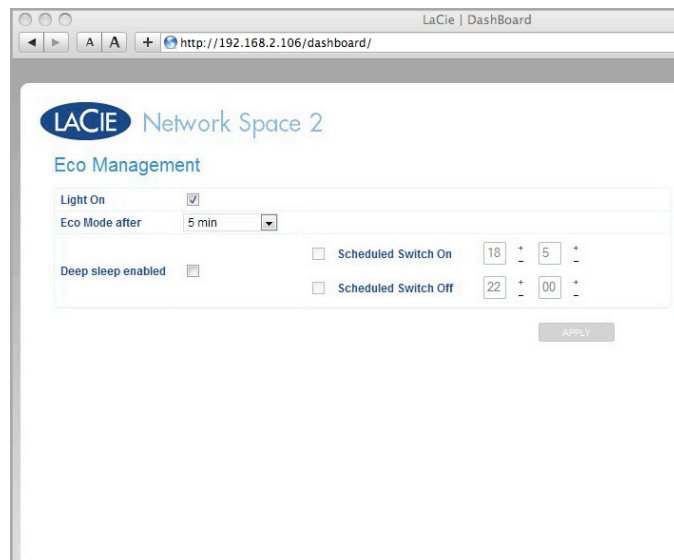 LaCie | DashBoard
A A + http://192.168.2.106/dashboard/
LACIE Network Space 2
Eco Management
Light On
Eco Mode after 5 min
Deep sleep enabled
Scheduled Switch On 18 + - 5 + -
Scheduled Switch Off 22 + - 00 + -
APPLY